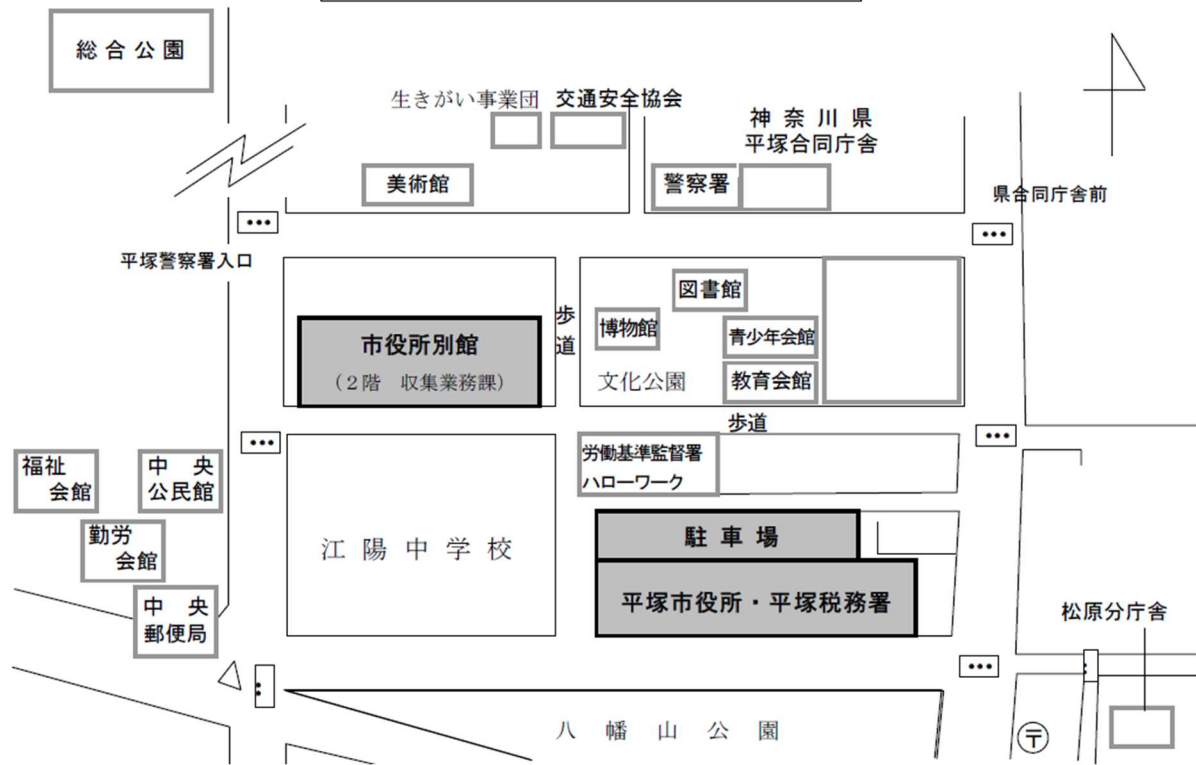 総合公園
生きがい事業団
交通安全協会
神奈川県
平塚合同庁舎
美術館
警察署
県合同庁舎前
平塚警察署入口
図書館
歩道
博物館
市役所別館
青少年会館
(2階 収集業務課)
文化公園
教育会館
歩道
福祉
会館
中央
公民館
労働基準監督署
ハローワーク
勤労
会館
江陽中学校
駐車場
中央
郵便局
平塚市役所・平塚税務署
松原分庁舎
八幡山公園
〒